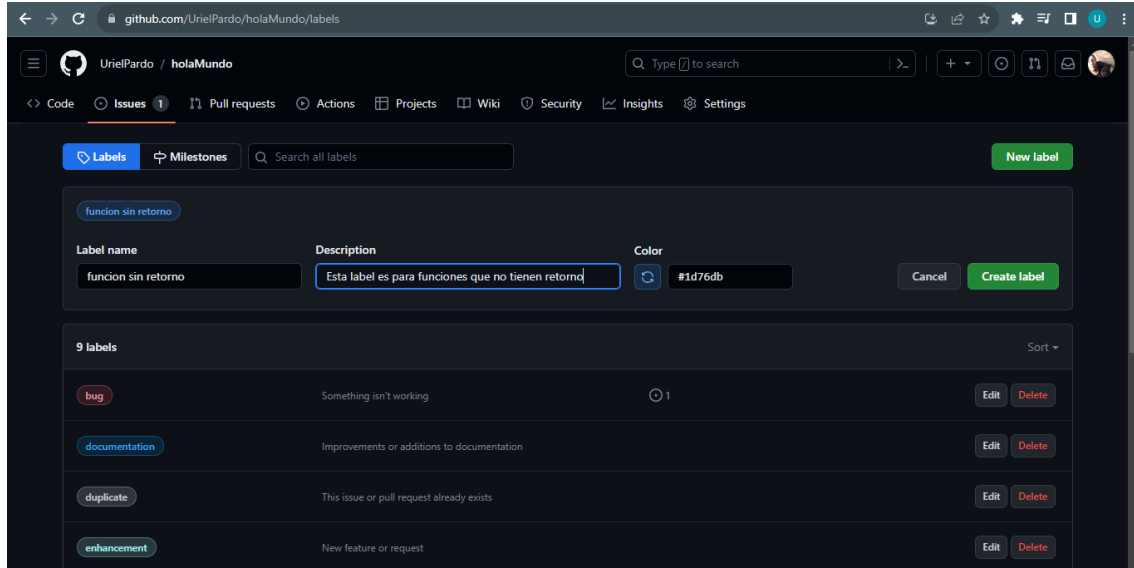 github.com/UrielPardo/holaMundo/labels
U
UrielPardo / holaMundo
Type / to search
Code Issues 1 Pull requests Actions Projects Wiki Security Insights Settings
Labels Milestones Search all labels New label
funcion sin retorno
Label name Description Color
funcion sin retorno Esta label es para funciones que no tienen retorno #1d76db Cancel Create label
9 labels Sort
bug Something isn't working 1 Edit Delete
documentation Improvements or additions to documentation Edit Delete
duplicate This issue or pull request already exists Edit Delete
enhancement New feature or request Edit Delete